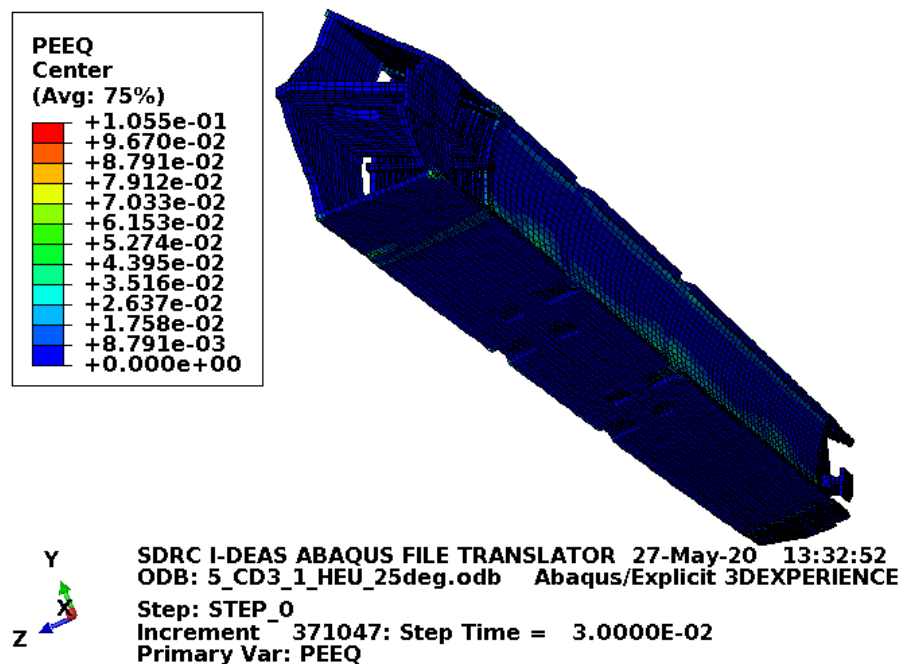 PEEQ
Center
(Avg: 75%)
+1.055e-01
+9.670e-02
+8.791e-02
+7.912e-02
+7.033e-02
+6.153e-02
+5.274e-02
+4.395e-02
+3.516e-02
+2.637e-02
+1.758e-02
+8.791e-03
+0.000e+00
Y
X
Z
SDRC I-DEAS ABAQUS FILE TRANSLATOR 27-May-20 13:32:52
ODB: 5_CD3_1_HEU_25deg.odb Abaqus/Explicit 3DEXPERIENCE
Step: STEP_0
Increment 371047: Step Time = 3.0000E-02
Primary Var: PEEQ